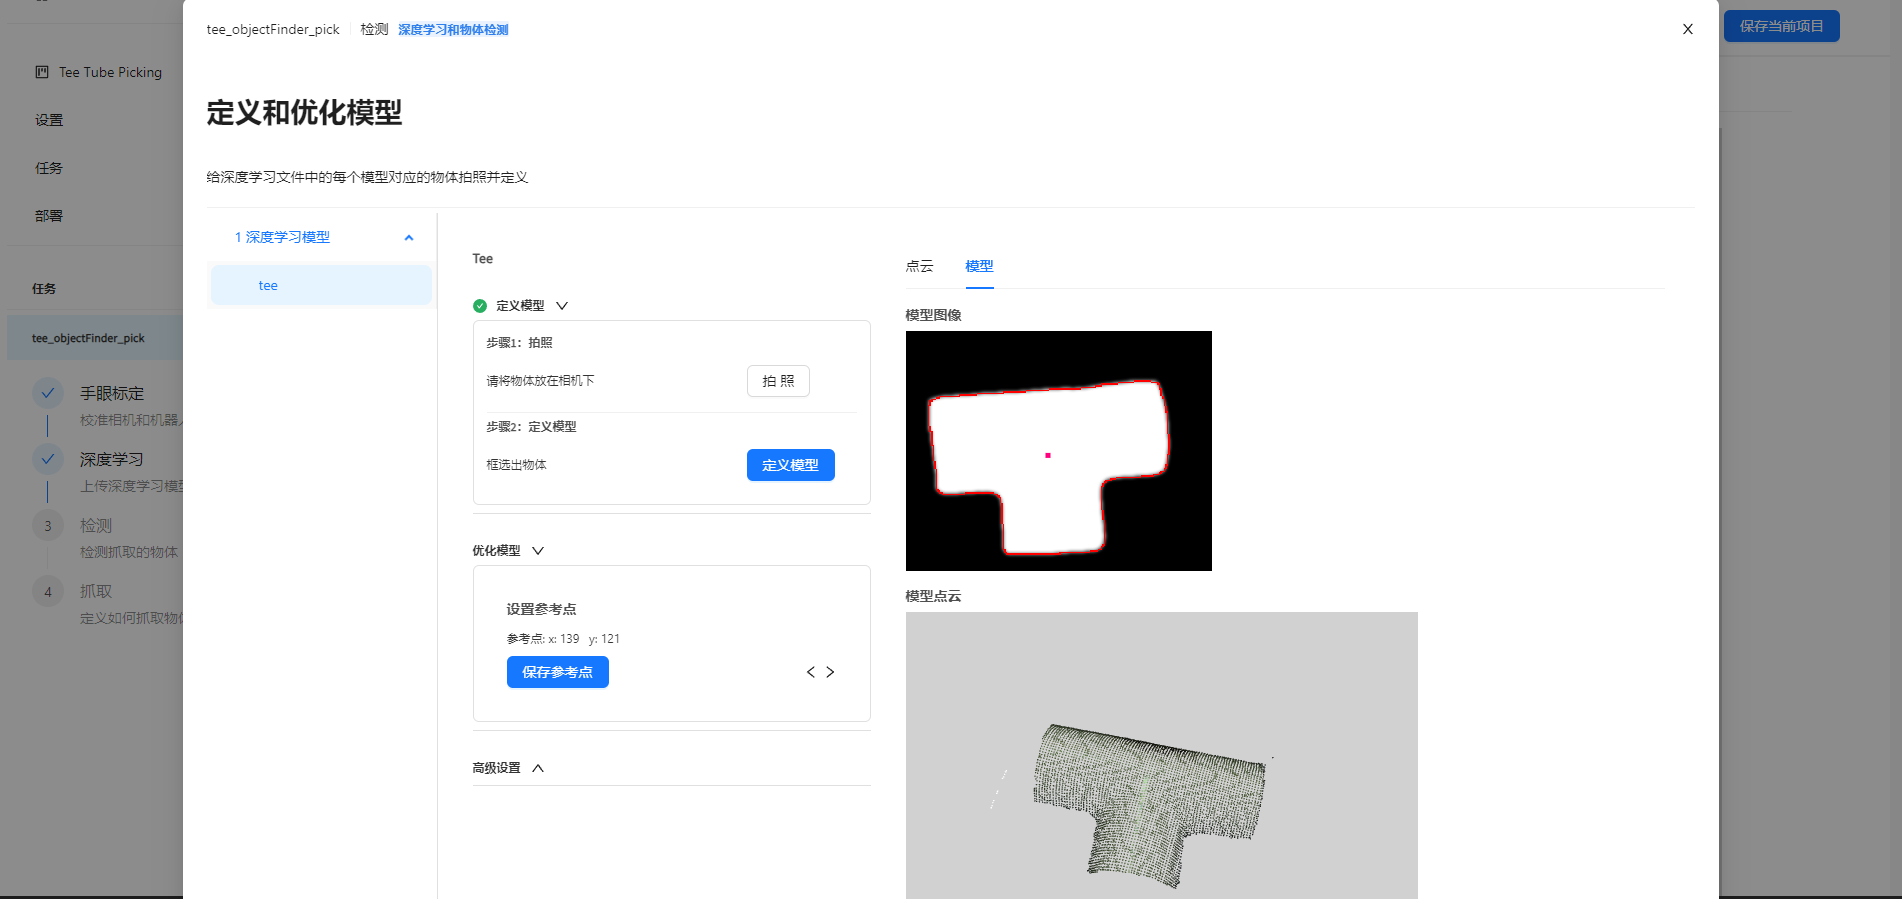 tee_objectFinder_pick 检测 深度学习和物体检测 X
保存当前项目
Tee Tube Picking
设置
任务
部署
任务
tee_objectFinder_pick
手眼标定
校准相机和机器人
深度学习
上传深度学习模型
3 检测
检测抓取的物体
4 抓取
定义如何抓取物体
定义和优化模型
给深度学习文件中的每个模型对应的物体拍照并定义
1 深度学习模型
tee
Tee
定义模型
步骤1：拍照
请将物体放在相机下 拍 照
步骤2：定义模型
框选出物体 定义模型
优化模型
设置参考点
参考点: x: 139 y: 121
保存参考点 < >
高级设置
点云 模型
模型图像
模型点云